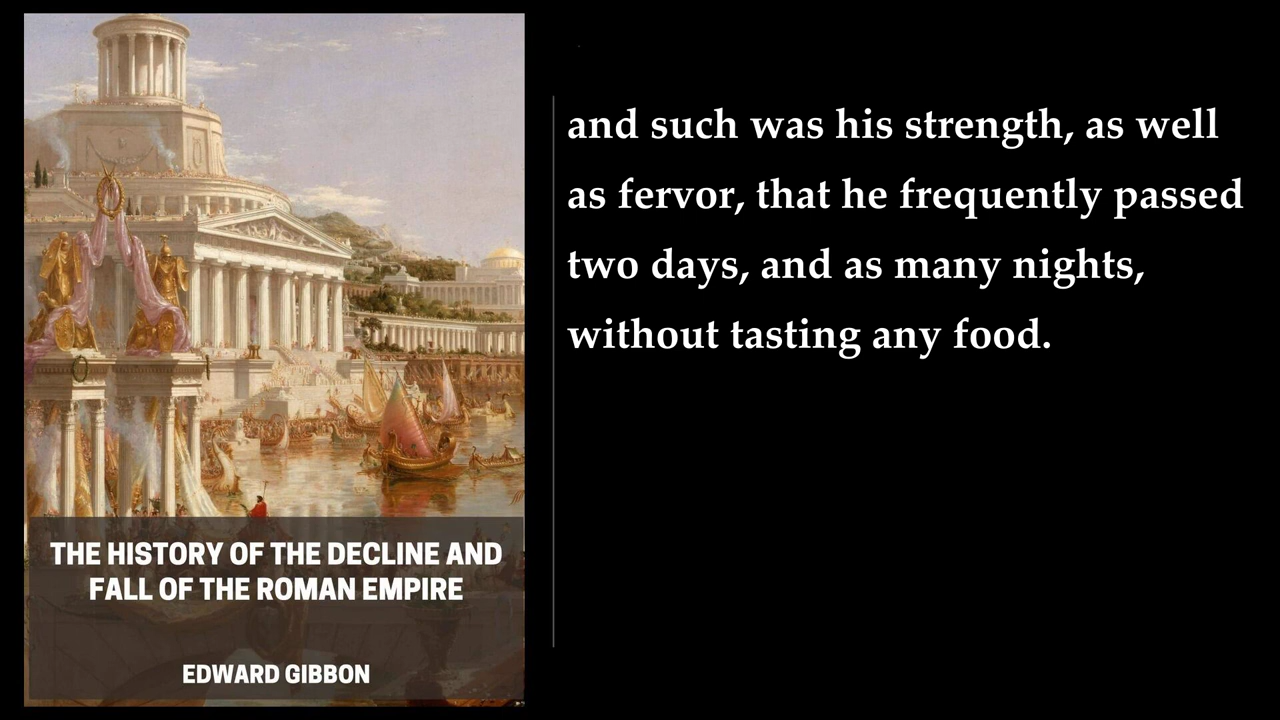 and such was his strength, as well
as fervor, that he frequently passed
two days, and as many nights,
without tasting any food.
THE HISTORY OF THE DECLINE AND
FALL OF THE ROMAN EMPIRE
EDWARD GIBBON